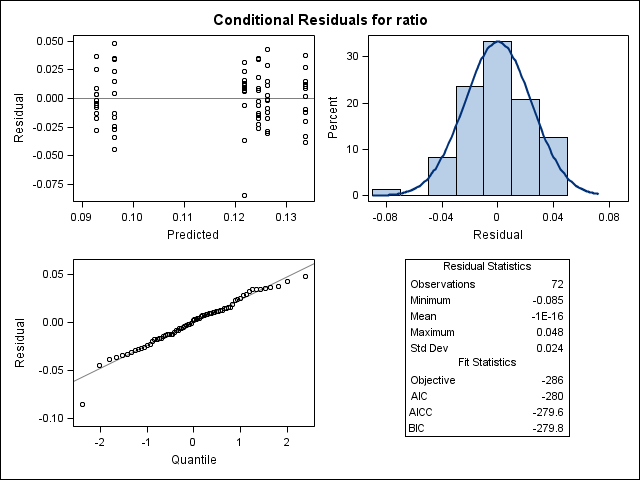 Conditional Residuals for ratio
0.050
0.025
0.000
-0.025
-0.050
-0.075
Residual
0.09 0.10 0.11 0.12 0.13
Predicted
30
20
10
0
Percent
-0.08 -0.04 0 0.04 0.08
Residual
0.05
0.00
-0.05
-0.10
Residual
-2 -1 0 1 2
Quantile
Residual Statistics
Observations 72
Minimum -0.085
Mean -1E-16
Maximum 0.048
Std Dev 0.024
Fit Statistics
Objective -286
AIC -280
AICC -279.6
BIC -279.8